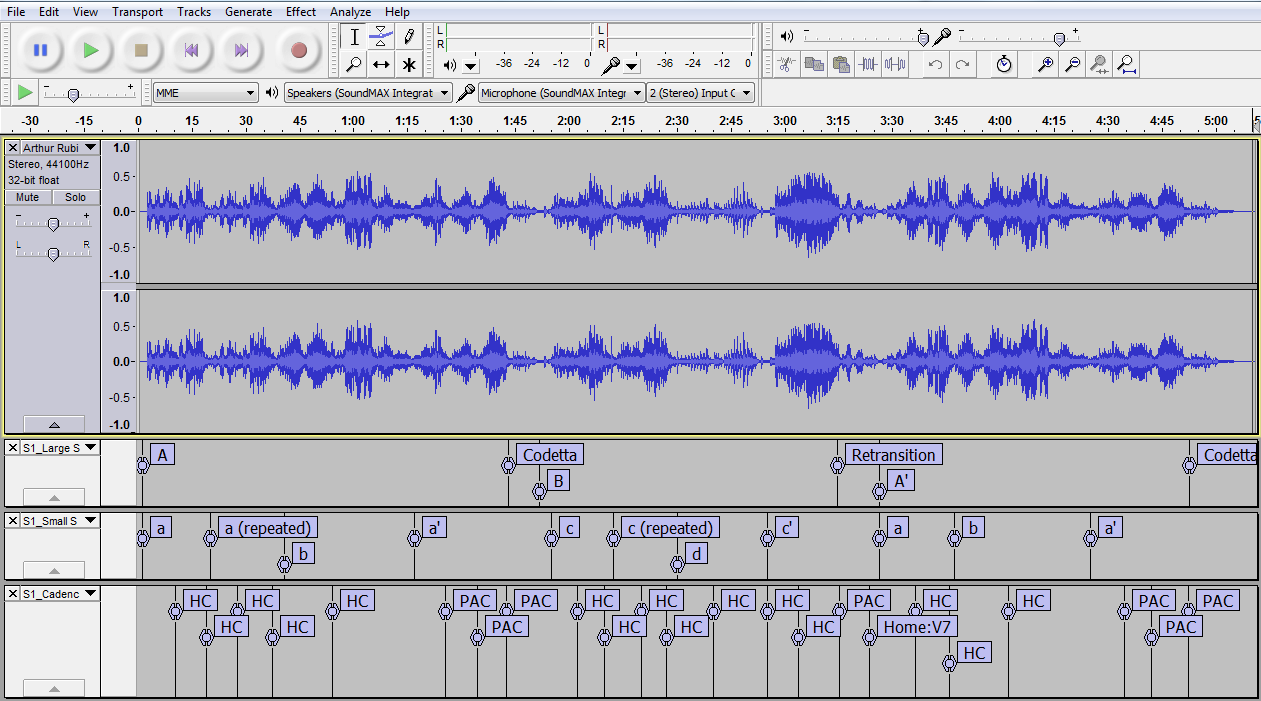 File Edit View Transport Tracks Generate Effect Analyze Help
L R
L R
-36 -24 -12 0
-36 -24 -12 0
- +
- +
- +
MME
Speakers (SoundMAX Integrat
Microphone (SoundMAX Integr
2 (Stereo) Input C
-30 -15 0 15 30 45 1:00 1:15 1:30 1:45 2:00 2:15 2:30 2:45 3:00 3:15 3:30 3:45 4:00 4:15 4:30 4:45 5:00 5
Arthur Rubi
Stereo, 44100Hz
32-bit float
Mute Solo
- +
L R
1.0
0.5
0.0
-0.5
-1.0
1.0
0.5
0.0
-0.5
-1.0
S1_Large S
A Codetta Retransition Codetta
B A'
S1_Small S
a a (repeated) a' c c (repeated) c' a b a'
b d
S1_Cadenc
HC HC HC PAC PAC HC HC HC HC PAC HC HC PAC PAC
HC HC PAC HC HC HC Home:V7 PAC
HC